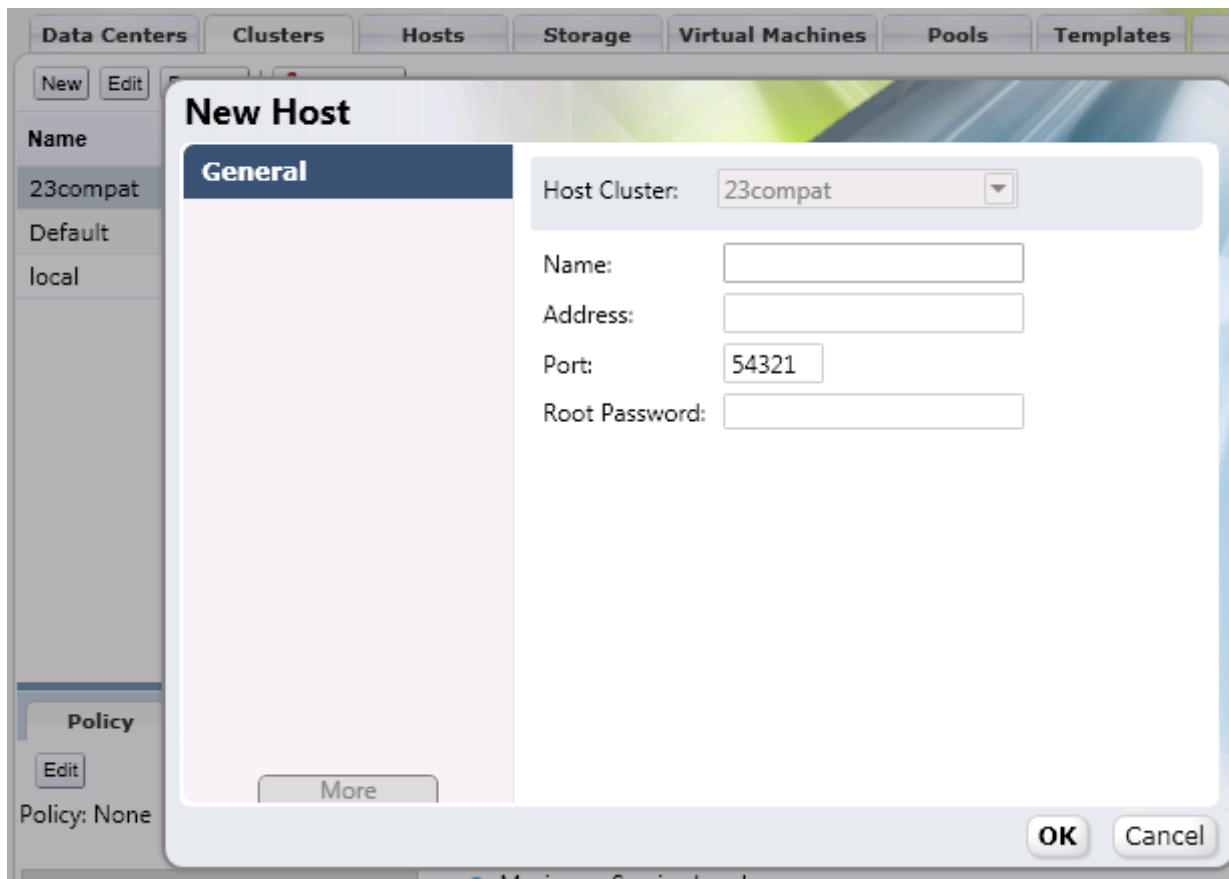 Data Centers Clusters Hosts Storage Virtual Machines Pools Templates
New Edit
New Host
Name
General
23compat
Default
local
Host Cluster: 23compat
Name:
Address:
Port: 54321
Root Password:
More
Policy
Edit
Policy: None
OK Cancel